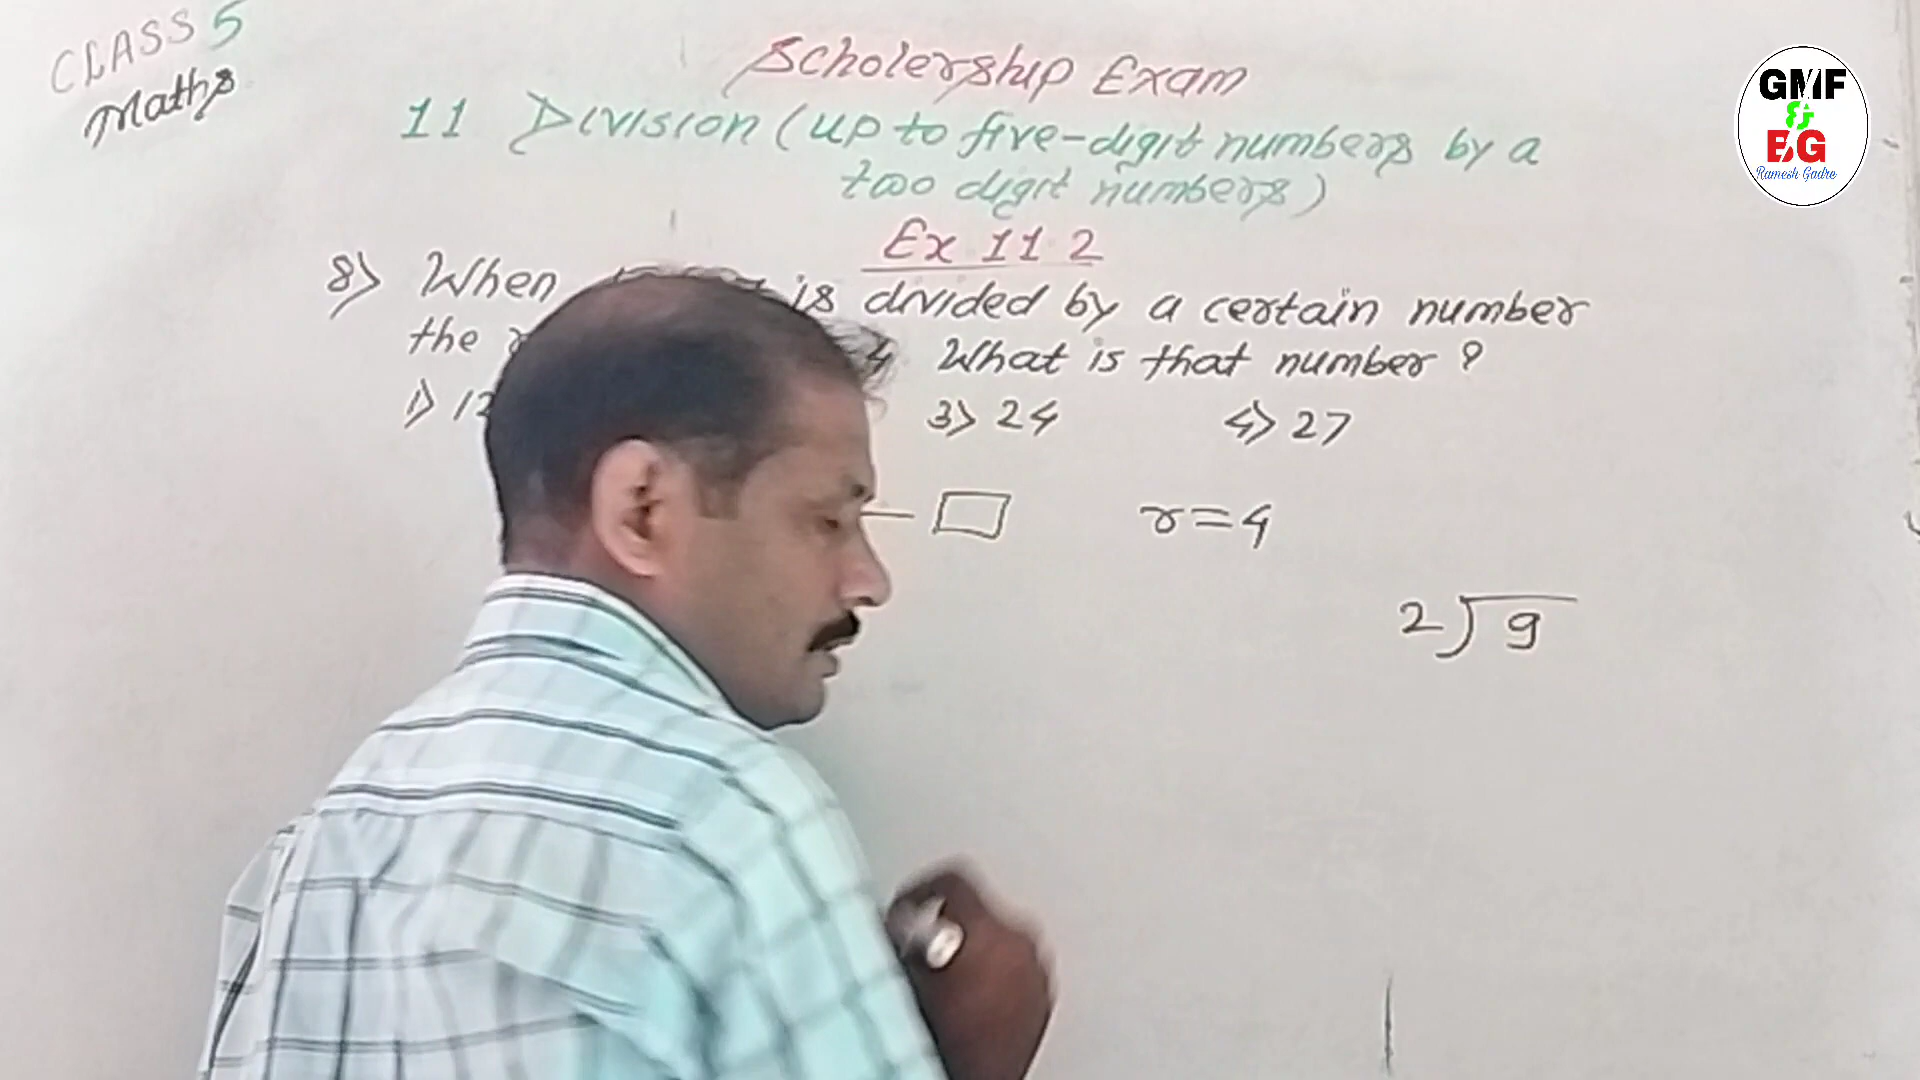 CLASS 5
Maths
Scholership Exam
11 Division (up to five-digit numbers by a
two digit numbers)
Ex 11 2
8) When is divided by a certain number
the 4 What is that number ?
1) 12 3) 24 4) 27
r=4
2 9
GMF
&
EG
Ramesh Gadre